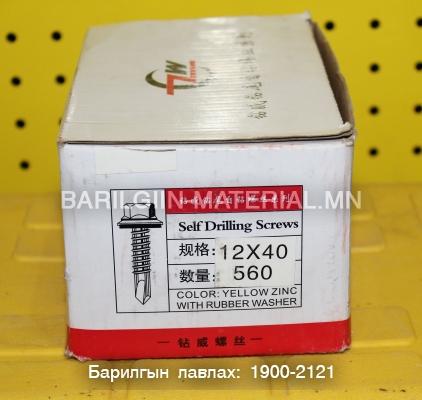 BARILGIIN-MATERIAL.MN
Self Drilling Screws
规格: 12X40
数量: 560
COLOR: YELLOW ZINC
WITH RUBBER WASHER
— 钻威螺丝 —
Барилгын лавлах: 1900-2121